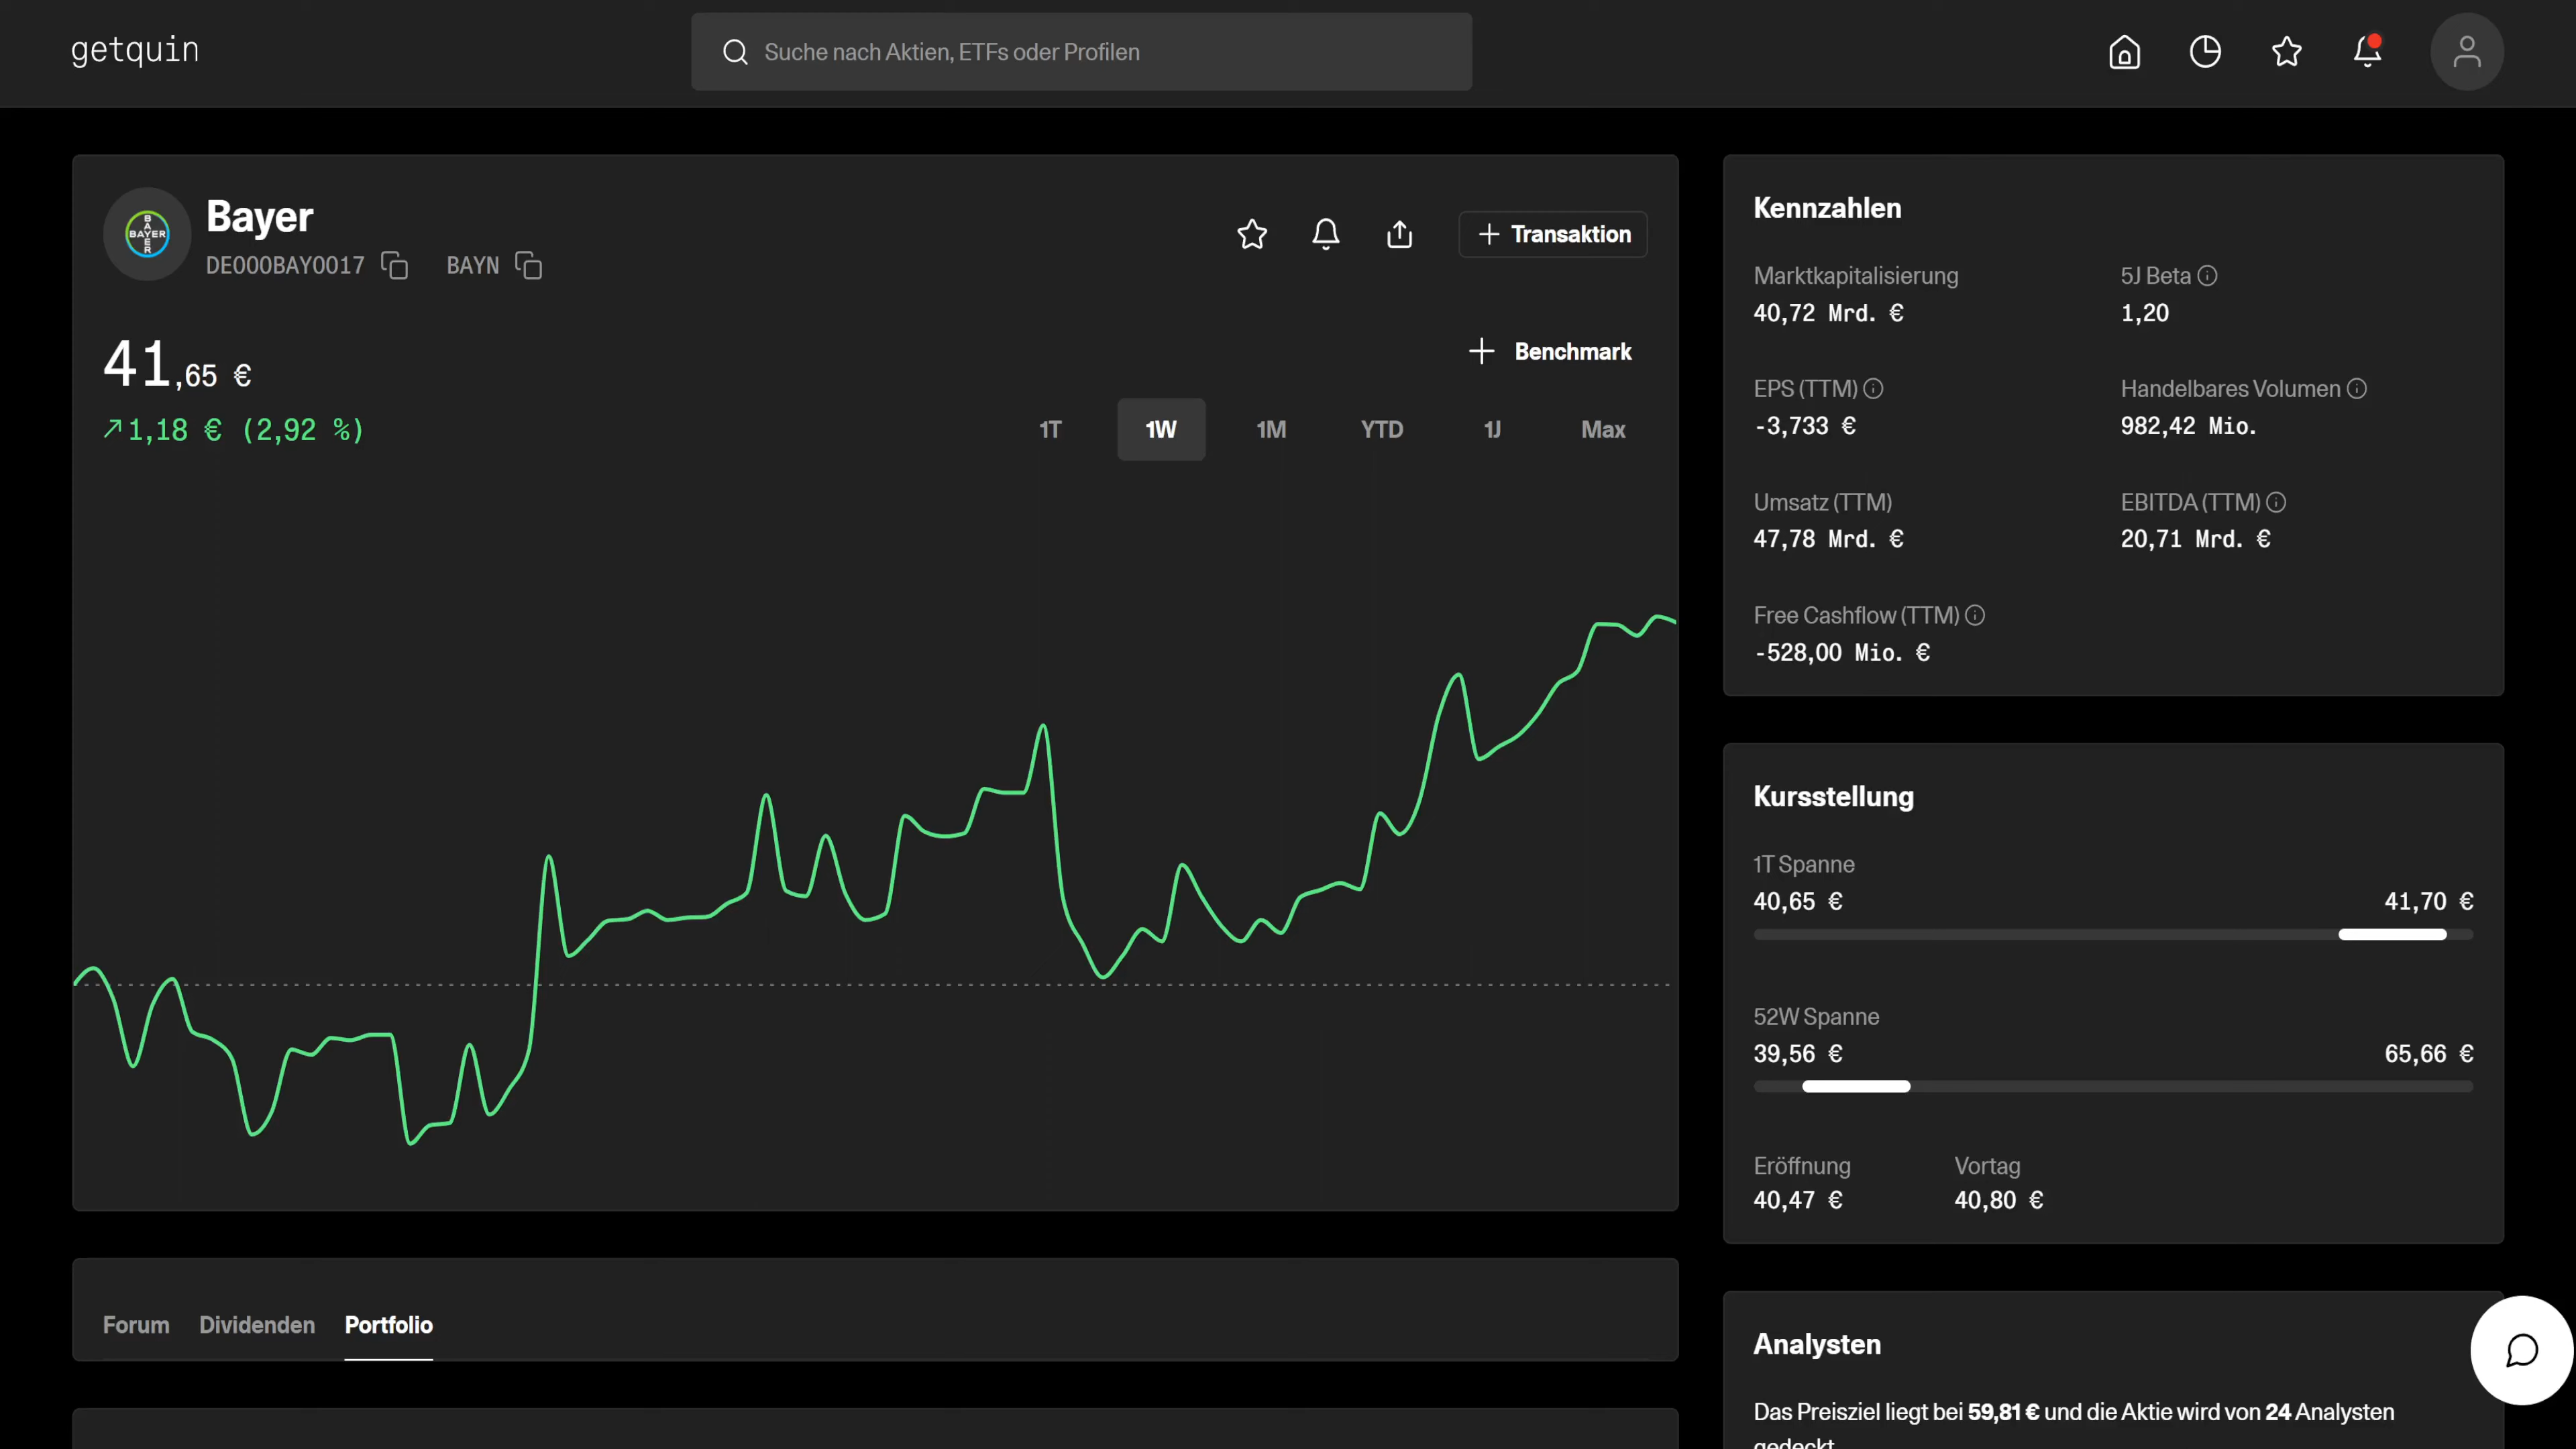 getquin
Suche nach Aktien, ETFs oder Profilen
Bayer
DE000BAY0017
BAYN
Transaktion
41,65 €
1,18 € (2,92 %)
Benchmark
1T 1W 1M YTD 1J Max
Forum Dividenden Portfolio
Kennzahlen
Marktkapitalisierung 5J Beta
40,72 Mrd. € 1,20
EPS (TTM) Handelbares Volumen
-3,733 € 982,42 Mio.
Umsatz (TTM) EBITDA (TTM)
47,78 Mrd. € 20,71 Mrd. €
Free Cashflow (TTM)
-528,00 Mio. €
Kursstellung
1T Spanne
40,65 € 41,70 €
52W Spanne
39,56 € 65,66 €
Eröffnung Vortag
40,47 € 40,80 €
Analysten
Das Preisziel liegt bei 59,81 € und die Aktie wird von 24 Analysten
gedeckt